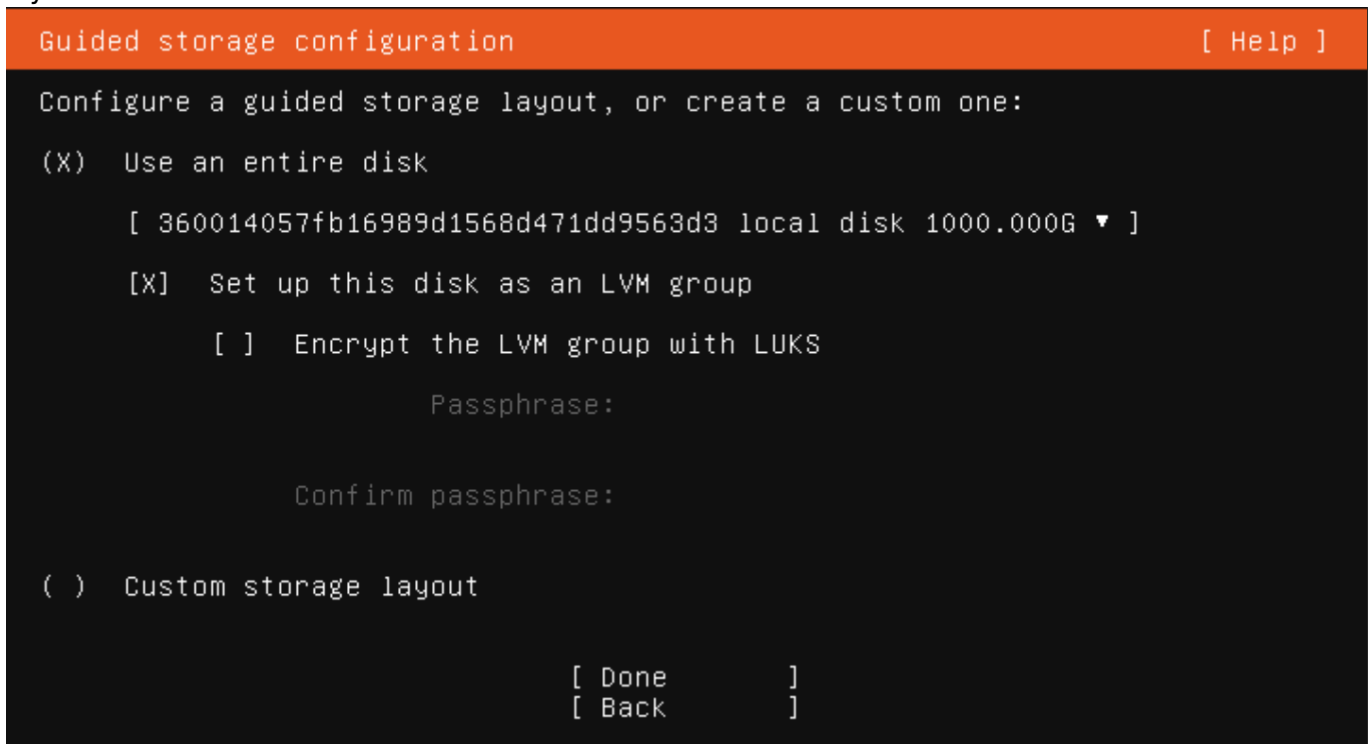 Guided storage configuration [ Help ]
Configure a guided storage layout, or create a custom one:
(X) Use an entire disk
[ 360014057fb16989d1568d471dd9563d3 local disk 1000.000G ▾ ]
[X] Set up this disk as an LVM group
[ ] Encrypt the LVM group with LUKS
Passphrase:
Confirm passphrase:
( ) Custom storage layout
[ Done ]
[ Back ]